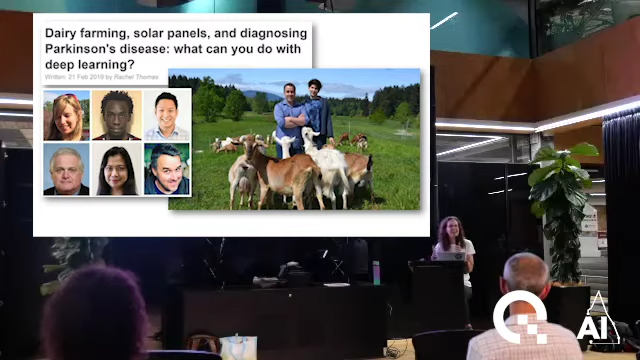 Dairy farming, solar panels, and diagnosing
Parkinson's disease: what can you do with
deep learning?
Written: 21 Feb 2019 by Rachel Thomas
AI